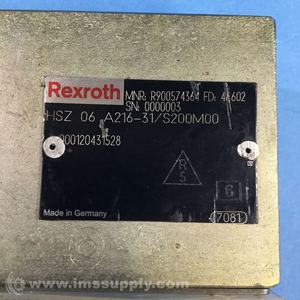 Rexroth
MNR: R900574364 FD: 46602
SN: 0000003
HSZ 06 A216-31/S200M00
000120431528
R
S
6
Made in Germany
7081
© www.imssupply.com